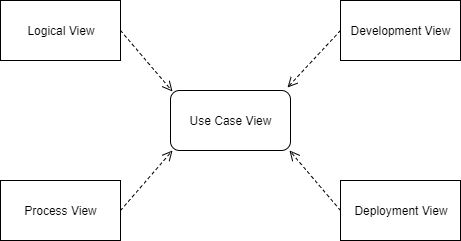 Logical View
Development View
Use Case View
Process View
Deployment View